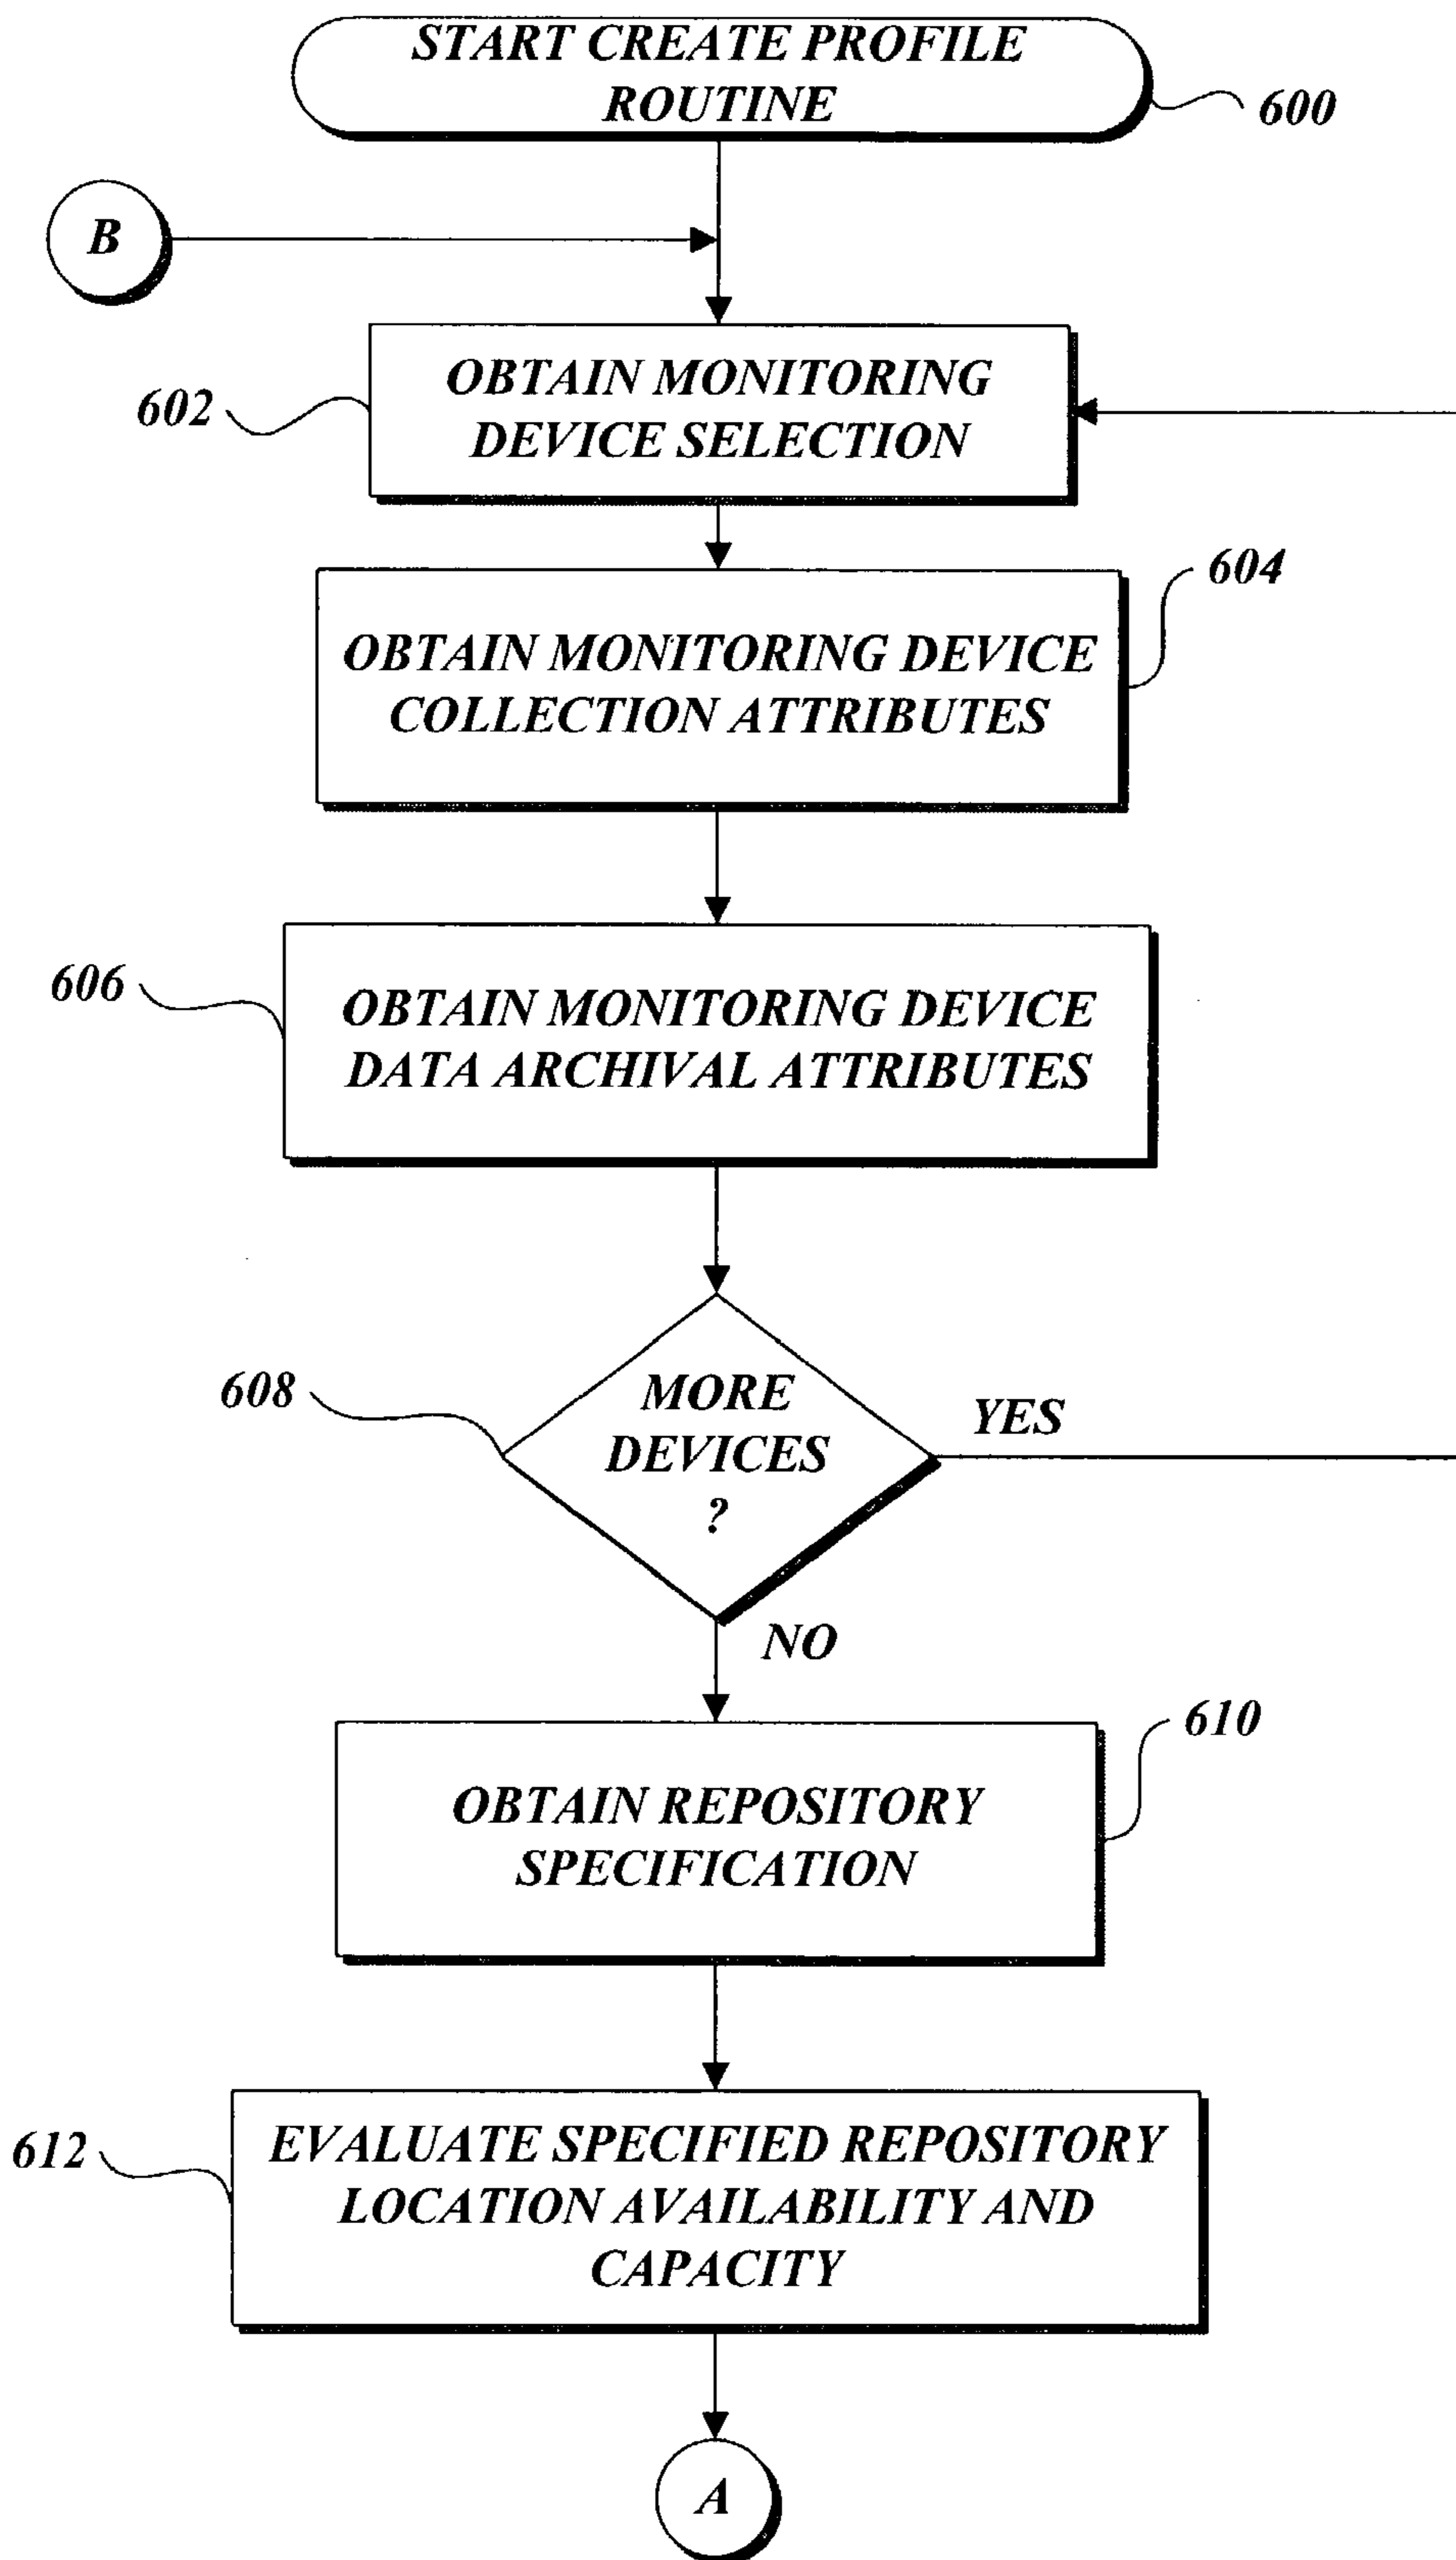 START CREATE PROFILE
ROUTINE
600
B
OBTAIN MONITORING
DEVICE SELECTION
602
604
OBTAIN MONITORING DEVICE
COLLECTION ATTRIBUTES
606
OBTAIN MONITORING DEVICE
DATA ARCHIVAL ATTRIBUTES
608
MORE
DEVICES
?
YES
NO
610
OBTAIN REPOSITORY
SPECIFICATION
612
EVALUATE SPECIFIED REPOSITORY
LOCATION AVAILABILITY AND
CAPACITY
A